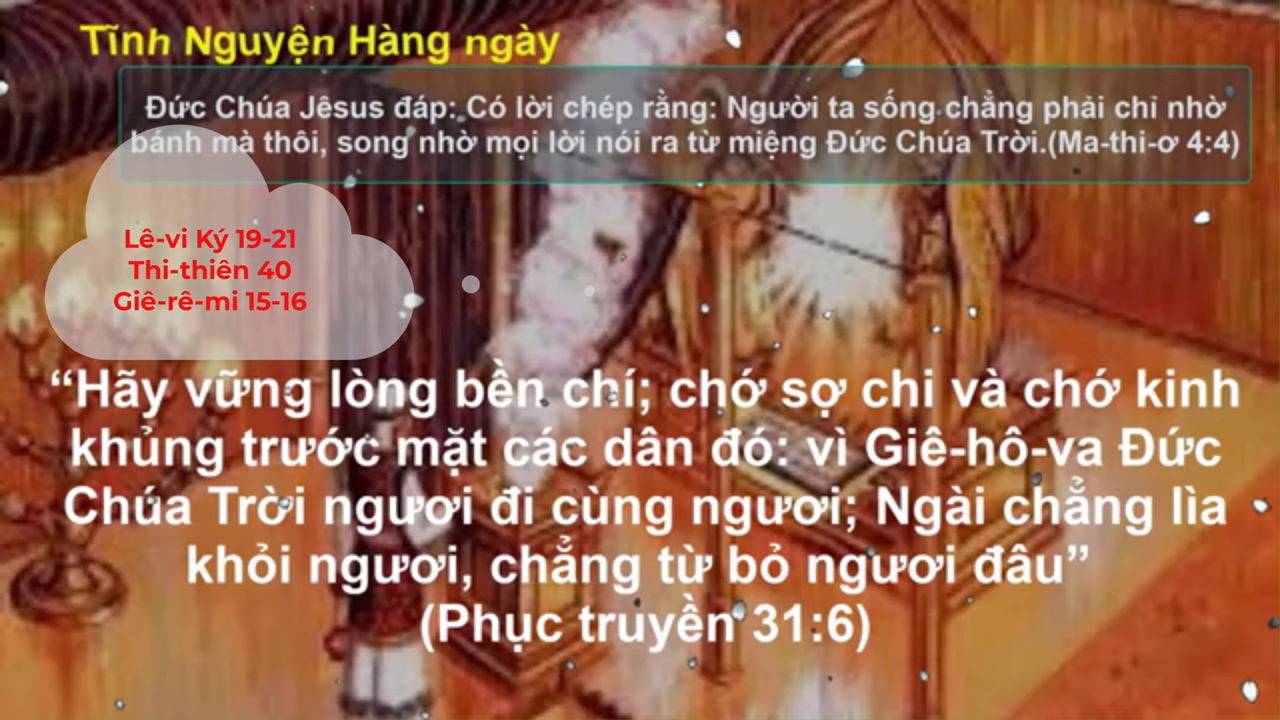 Tĩnh Nguyện Hàng ngày
Đức Chúa Jêsus đáp: Có lời chép rằng: Người ta sống chẳng phải chỉ nhờ
bánh mà thôi, song nhờ mọi lời nói ra từ miệng Đức Chúa Trời.(Ma-thi-ơ 4:4)
Lê-vi Ký 19-21
Thi-thiên 40
Giê-rê-mi 15-16
“Hãy vững lòng bền chí; chớ sợ chi và chớ kinh
khủng trước mặt các dân đó: vì Giê-hô-va Đức
Chúa Trời ngươi đi cùng ngươi; Ngài chẳng lìa
khỏi ngươi, chẳng từ bỏ ngươi đâu”
(Phục truyền 31:6)